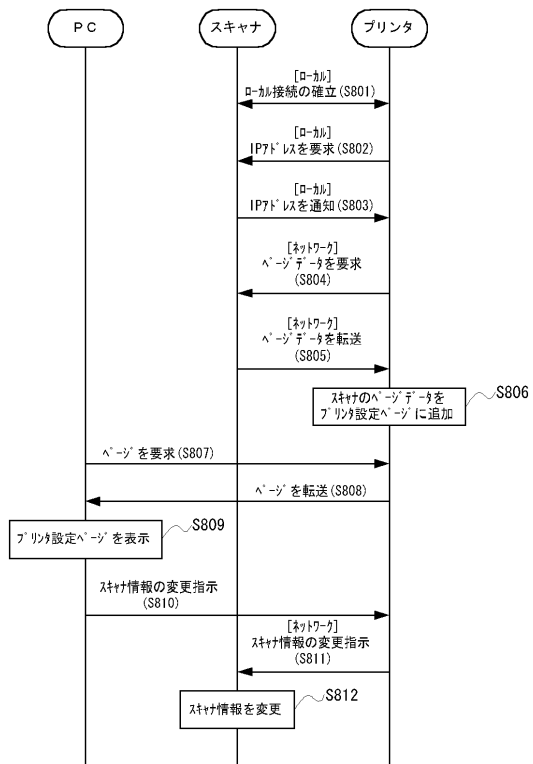 PC
スキャナ
プリンタ
[ﾛｰｶﾙ]
ﾛｰｶﾙ接続の確立(S801)
[ﾛｰｶﾙ]
IPｱﾄﾞﾚｽを要求(S802)
[ﾛｰｶﾙ]
IPｱﾄﾞﾚｽを通知(S803)
[ﾈｯﾄﾜｰｸ]
ﾍﾟｰｼﾞﾃﾞｰﾀを要求
(S804)
[ﾈｯﾄﾜｰｸ]
ﾍﾟｰｼﾞﾃﾞｰﾀを転送
(S805)
ｽｷｬﾅのﾍﾟｰｼﾞﾃﾞｰﾀを
ﾌﾟﾘﾝﾀ設定ﾍﾟｰｼﾞに追加
S806
ﾍﾟｰｼﾞを要求(S807)
ﾍﾟｰｼﾞを転送(S808)
ﾌﾟﾘﾝﾀ設定ﾍﾟｰｼﾞを表示
S809
ｽｷｬﾅ情報の変更指示
(S810)
[ﾈｯﾄﾜｰｸ]
ｽｷｬﾅ情報の変更指示
(S811)
ｽｷｬﾅ情報を変更
S812